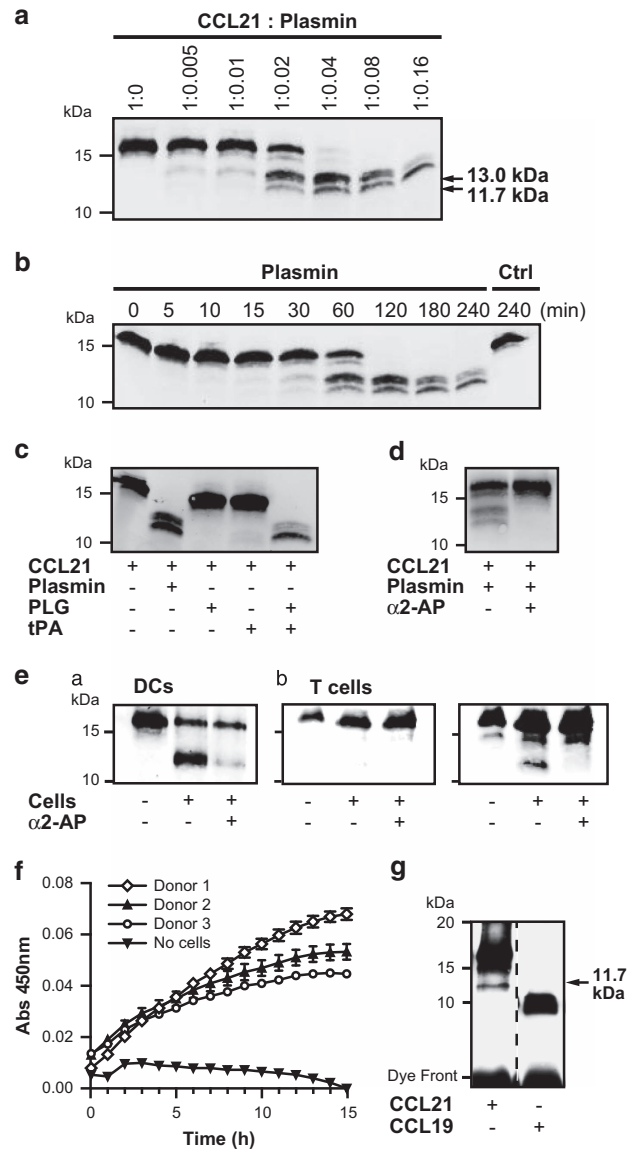 a
CCL21 : Plasmin
1:0 1:0.005 1:0.01 1:0.02 1:0.04 1:0.08 1:0.16
kDa
15
13.0 kDa
11.7 kDa
10
b
Plasmin Ctrl
0 5 10 15 30 60 120 180 240 240 (min)
kDa
15
10
c
kDa
15
10
CCL21 + + + + +
Plasmin - + - - -
PLG - - + - +
tPA - - - + +
d
kDa
15
10
CCL21 + +
Plasmin + +
α2-AP - +
e
a
DCs
b
T cells
kDa
15
10
Cells - + + - + + - + +
α2-AP - - + - - + - - +
f
0.08
0.06
0.04
0.02
0.00
Abs 450nm
Donor 1
Donor 2
Donor 3
No cells
0 5 10 15
Time (h)
g
kDa
20
15
11.7
kDa
10
Dye Front
CCL21 + -
CCL19 - +